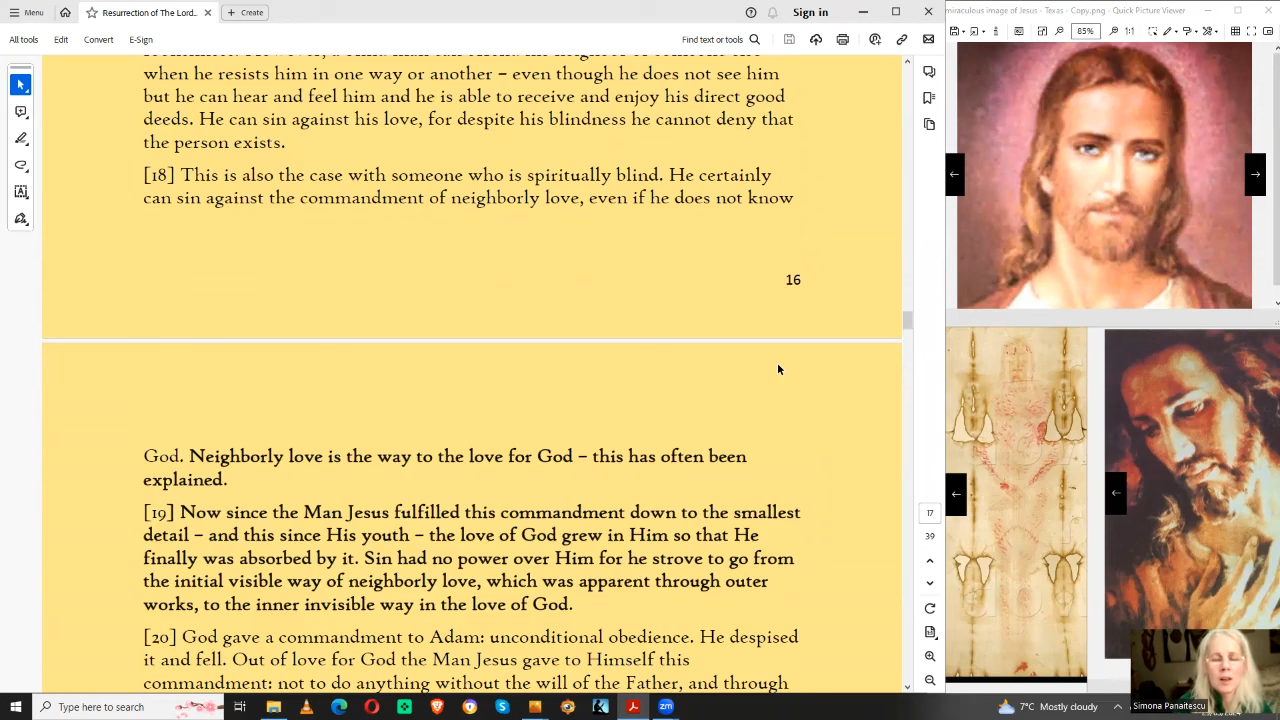 Menu
Resurrection of The Lord...
Create
Sign in
All tools Edit Convert E-Sign
Find text or tools
when he resists him in one way or another – even though he does not see him
but he can hear and feel him and he is able to receive and enjoy his direct good
deeds. He can sin against his love, for despite his blindness he cannot deny that
the person exists.
[18] This is also the case with someone who is spiritually blind. He certainly
can sin against the commandment of neighborly love, even if he does not know
16
God. Neighborly love is the way to the love for God – this has often been
explained.
[19] Now since the Man Jesus fulfilled this commandment down to the smallest
detail – and this since His youth – the love of God grew in Him so that He
finally was absorbed by it. Sin had no power over Him for he strove to go from
the initial visible way of neighborly love, which was apparent through outer
works, to the inner invisible way in the love of God.
[20] God gave a commandment to Adam: unconditional obedience. He despised
it and fell. Out of love for God the Man Jesus gave to Himself this
commandment: not to do anything without the will of the Father, and through
17
39
miraculous image of Jesus - Texas - Copy.png - Quick Picture Viewer
85%
1:1
Type here to search
7°C Mostly cloudy
Simona Panaitescu